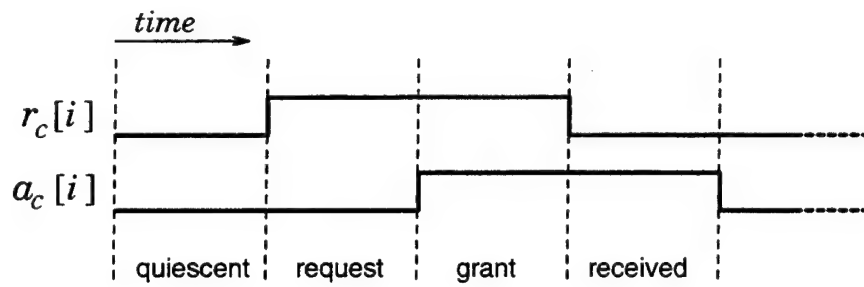 time
r_c[i]
a_c[i]
quiescent request grant received